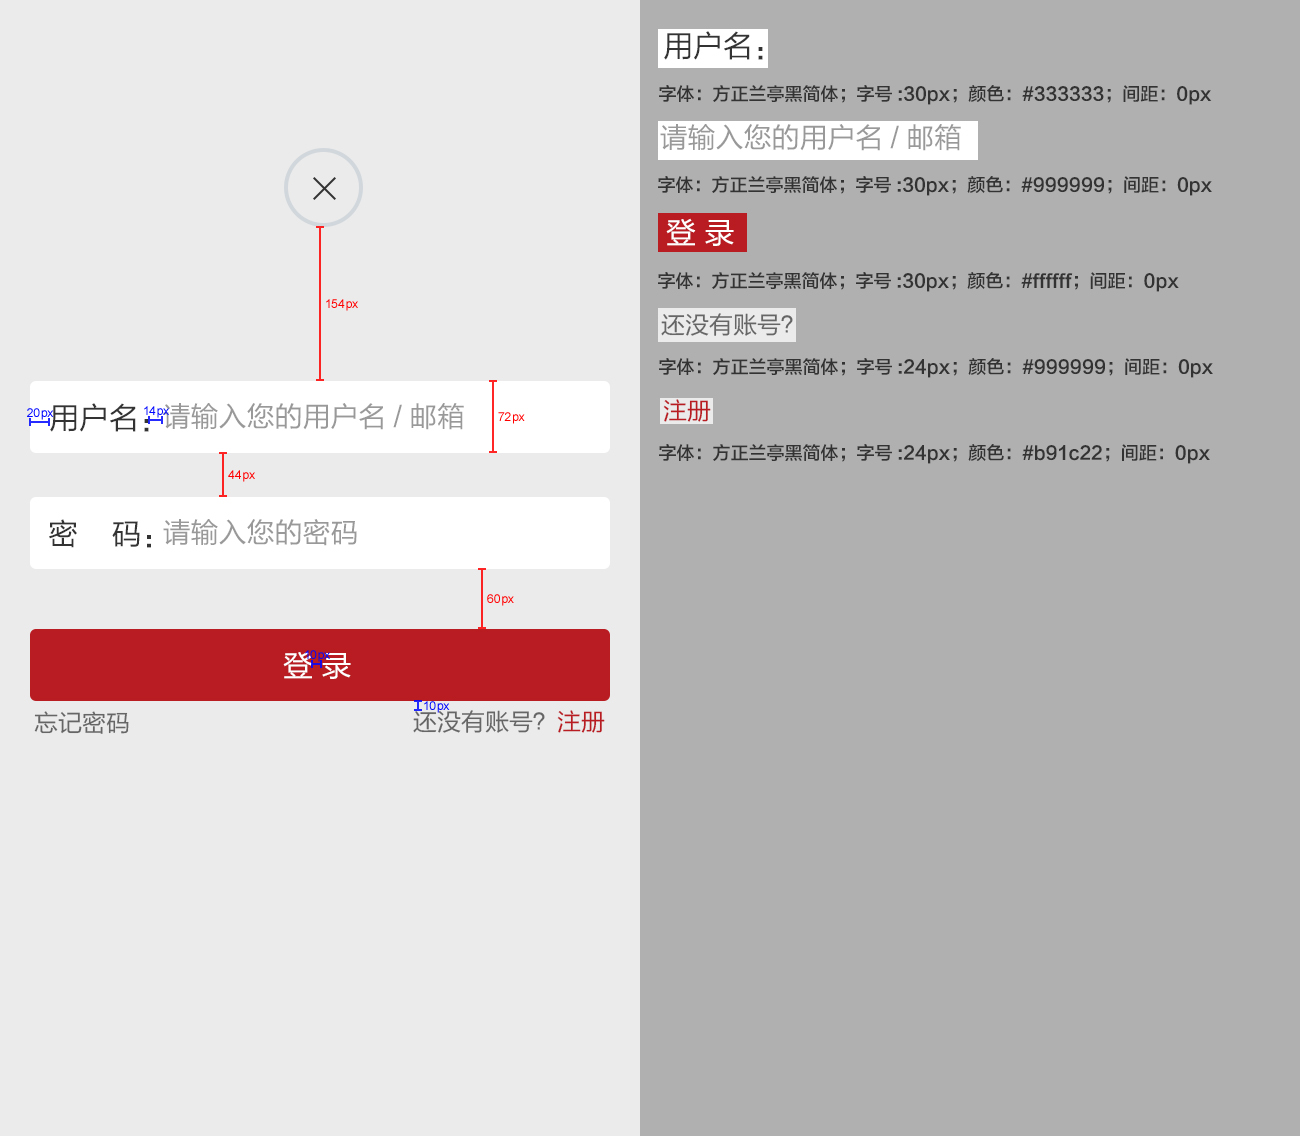 154px
20px
用户名：
14px
请输入您的用户名 / 邮箱
72px
44px
密 码：
请输入您的密码
60px
登 录
10px
忘记密码
还没有账号？
注册
用户名：
字体：方正兰亭黑简体；字号 :30px；颜色：#333333；间距：0px
请输入您的用户名 / 邮箱
字体：方正兰亭黑简体；字号 :30px；颜色：#999999；间距：0px
登 录
字体：方正兰亭黑简体；字号 :30px；颜色：#ffffff；间距：0px
还没有账号？
字体：方正兰亭黑简体；字号 :24px；颜色：#999999；间距：0px
注册
字体：方正兰亭黑简体；字号 :24px；颜色：#b91c22；间距：0px